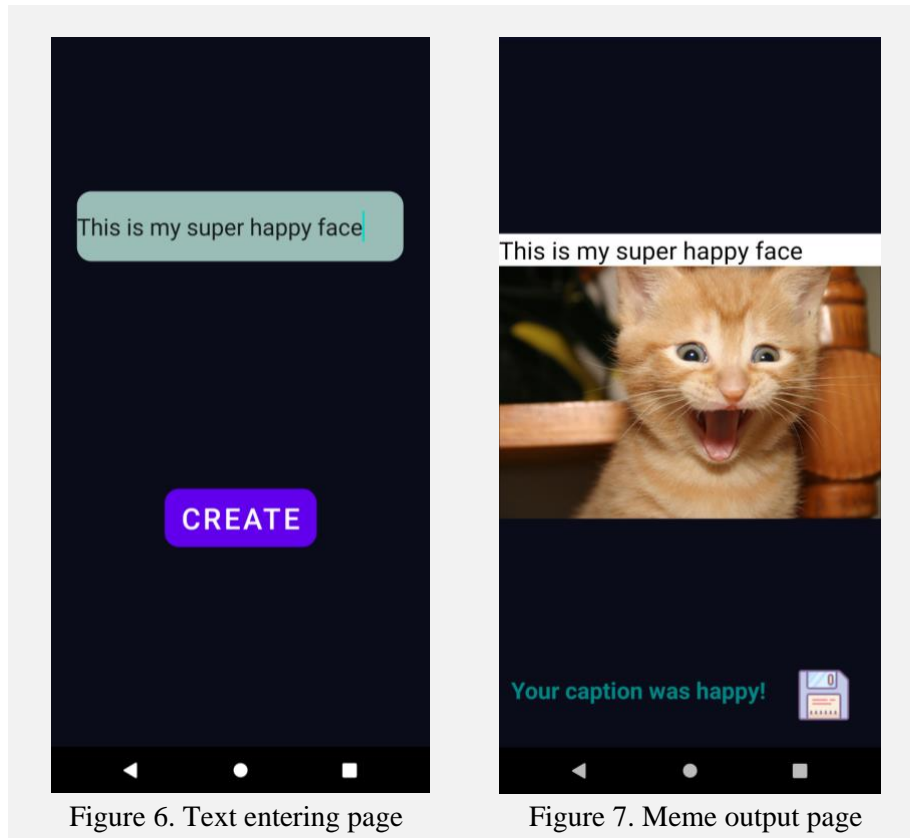 This is my super happy face
CREATE
Figure 6. Text entering page
This is my super happy face
Your caption was happy!
Figure 7. Meme output page